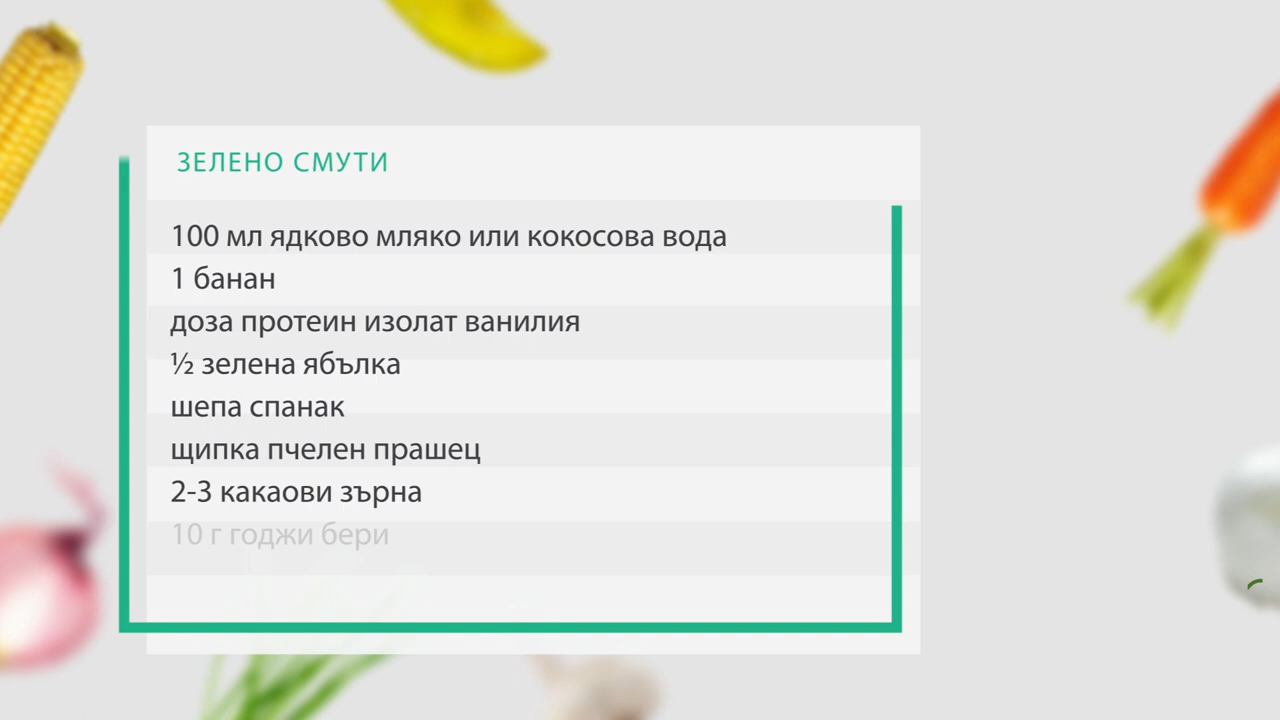 ЗЕЛЕНО СМУТИ
100 мл ядково мляко или кокосова вода
1 банан
доза протеин изолат ванилия
½ зелена ябълка
шепа спанак
щипка пчелен прашец
2-3 какаови зърна
10 г годжи бери